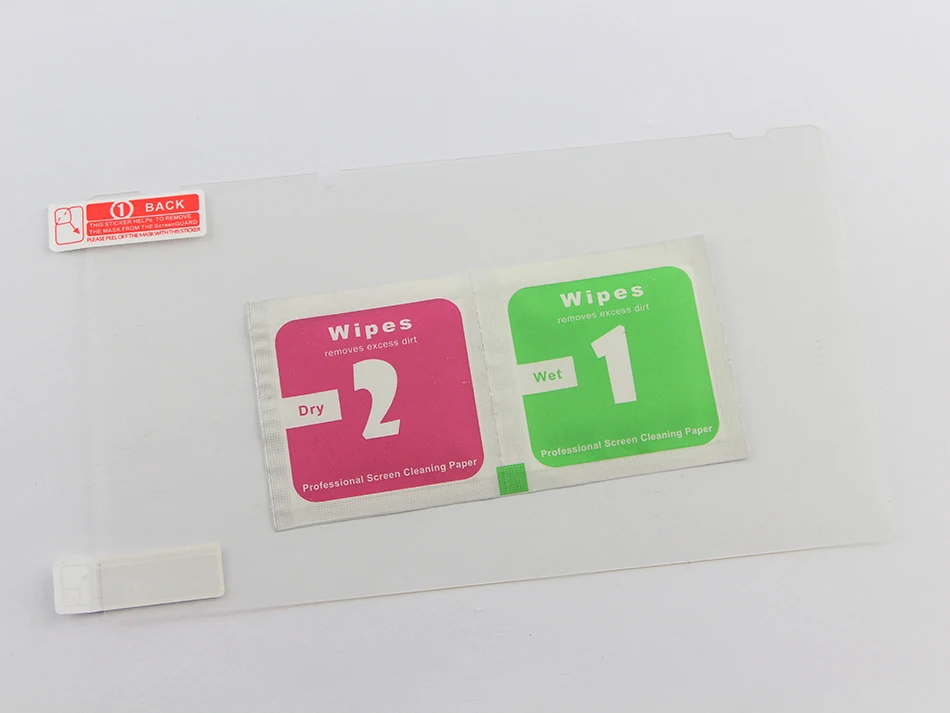 1 BACK
THIS STICKER HELPs TO REMOVE
THE MASK FROM THE ScreenGUARD
PLEASE PEEL OFF THE MASK WITH THIS STICKER
Wipes
removes excess dirt
2
Dry
Professional Screen Cleaning Paper
Wipes
removes excess dirt
1
Wet
Professional Screen Cleaning Paper